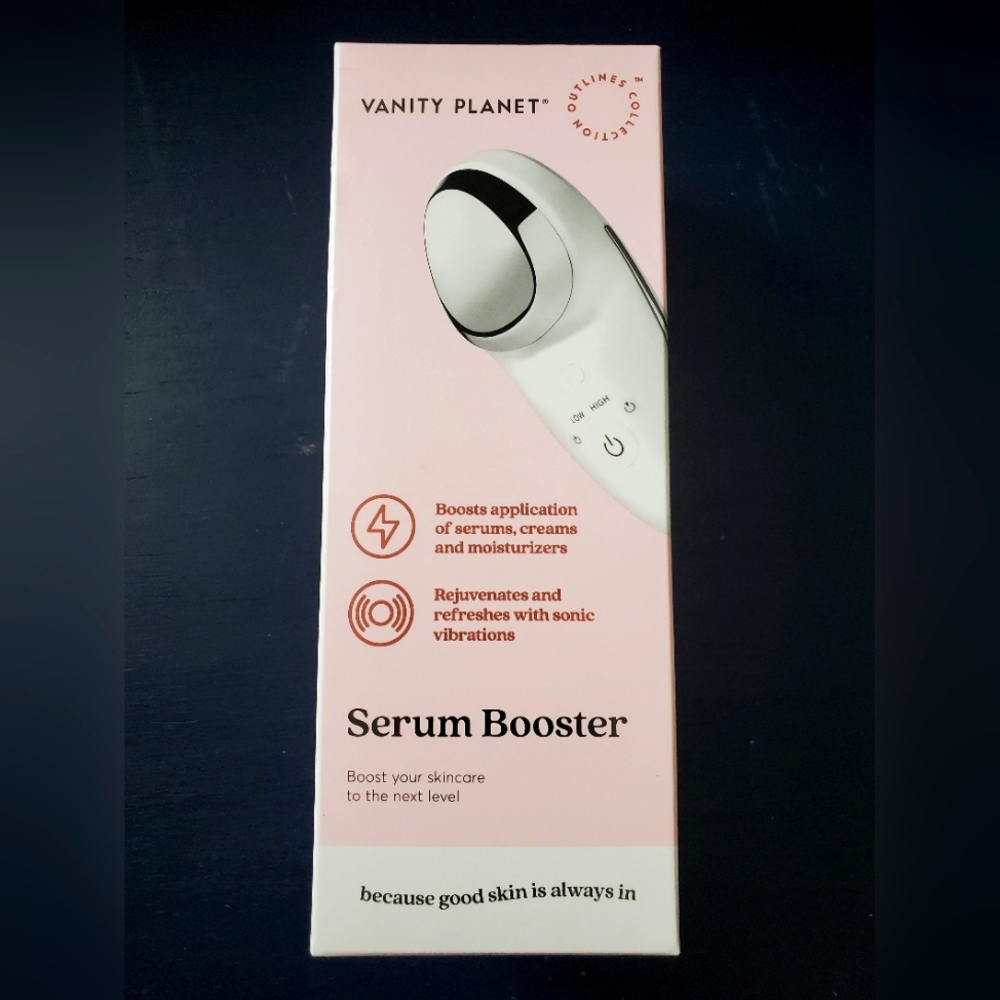 VANITY PLANET®
OUTLINES COLLECTION ™
LOW HIGH
Boosts application
of serums, creams
and moisturizers
Rejuvenates and
refreshes with sonic
vibrations
Serum Booster
Boost your skincare
to the next level
because good skin is always in